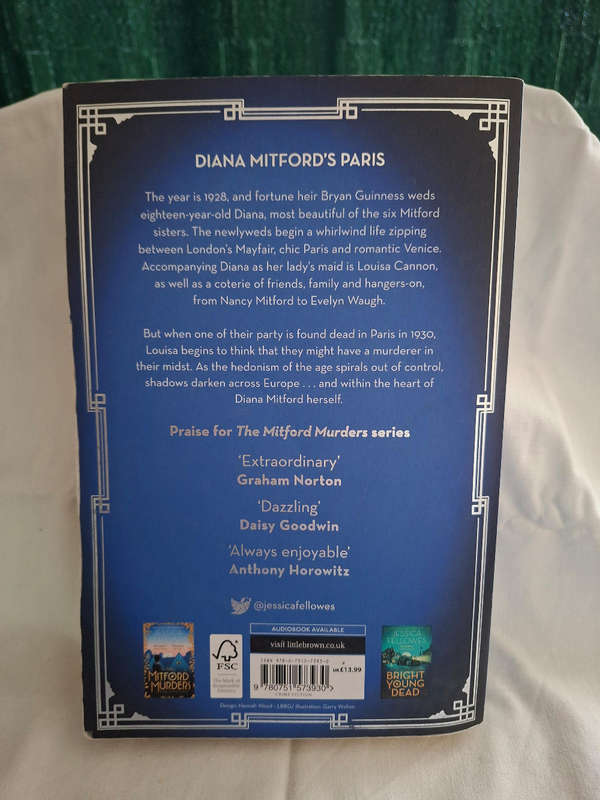 DIANA MITFORD'S PARIS
The year is 1928, and fortune heir Bryan Guinness weds
eighteen-year-old Diana, most beautiful of the six Mitford
sisters. The newlyweds begin a whirlwind life zipping
between London's Mayfair, chic Paris and romantic Venice.
Accompanying Diana as her lady's maid is Louisa Cannon,
as well as a coterie of friends, family and hangers-on,
from Nancy Mitford to Evelyn Waugh.
But when one of their party is found dead in Paris in 1930,
Louisa begins to think that they might have a murderer in
their midst. As the hedonism of the age spirals out of control,
shadows darken across Europe . . . and within the heart of
Diana Mitford herself.
Praise for The Mitford Murders series
'Extraordinary'
Graham Norton
'Dazzling'
Daisy Goodwin
'Always enjoyable'
Anthony Horowitz
@jessicafellowes
MITFORD
MURDERS
FSC
AUDIOBOOK AVAILABLE
visit littlebrown.co.uk
UK £13.99
9 780751 573930 >
CRIME FICTION
JESSICA
FELLOWES
BRIGHT
YOUNG
DEAD